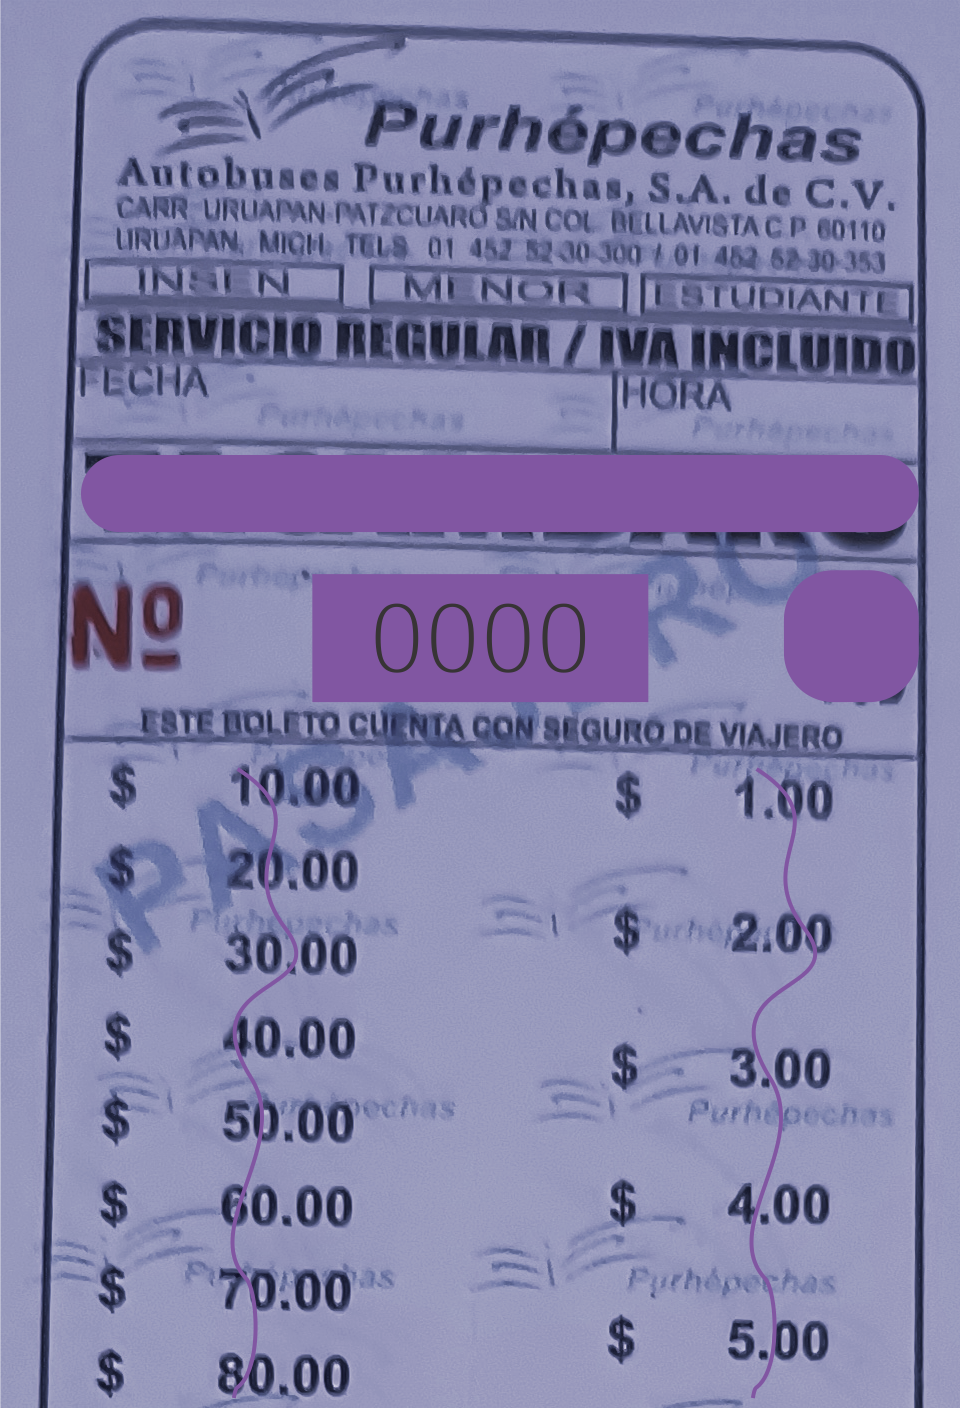 Purhépechas
Autobuses Purhépechas, S.A. de C.V.
CARR. URUAPAN-PATZCUARO S/N COL. BELLAVISTA C.P. 60110
URUAPAN, MICH. TELS. 01 452 52-30-300 / 01 452 52-30-353
INSEN MENOR ESTUDIANTE
SERVICIO REGULAR / IVA INCLUIDO
FECHA HORA
Nº 0000
ESTE BOLETO CUENTA CON SEGURO DE VIAJERO
$ 10.00 $ 1.00
$ 20.00
$ 30.00 $ 2.00
$ 40.00
$ 50.00 $ 3.00
$ 60.00 $ 4.00
$ 70.00
$ 80.00 $ 5.00